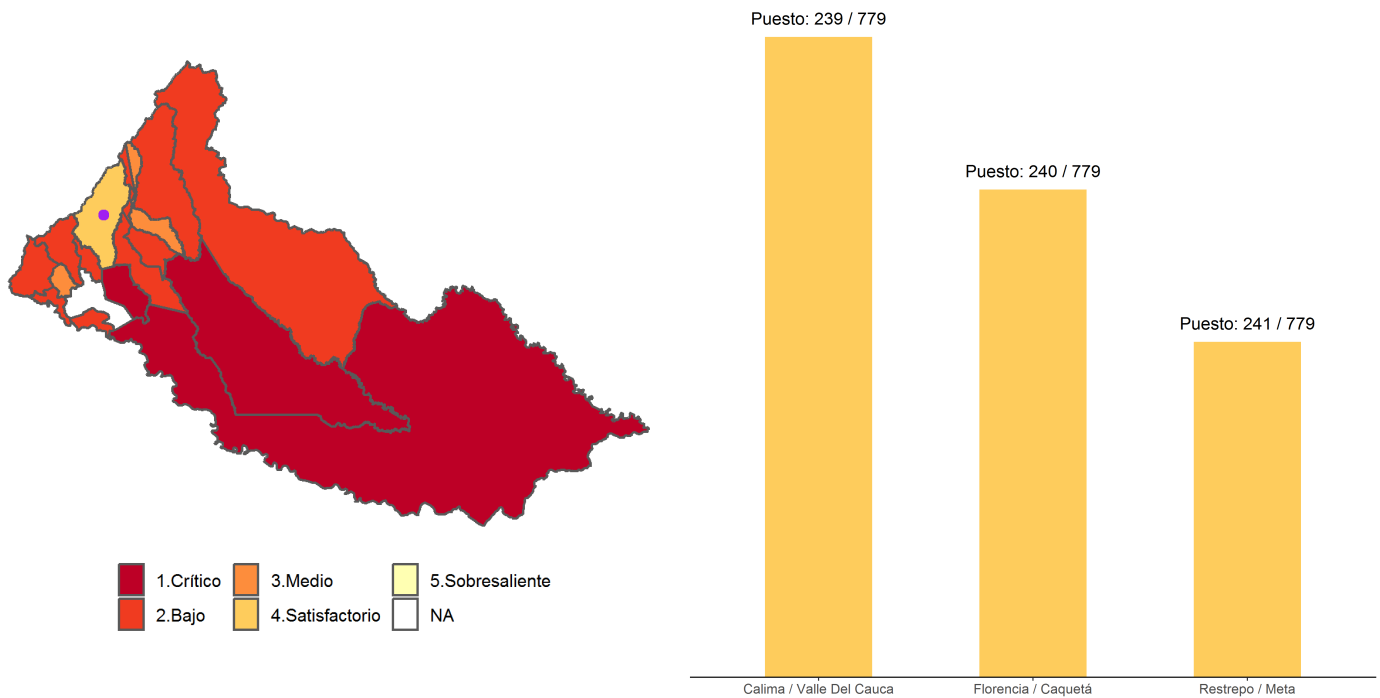 Puesto: 239 / 779
Puesto: 240 / 779
Puesto: 241 / 779
1.Crítico
3.Medio
5.Sobresaliente
2.Bajo
4.Satisfactorio
NA
Calima / Valle Del Cauca
Florencia / Caquetá
Restrepo / Meta